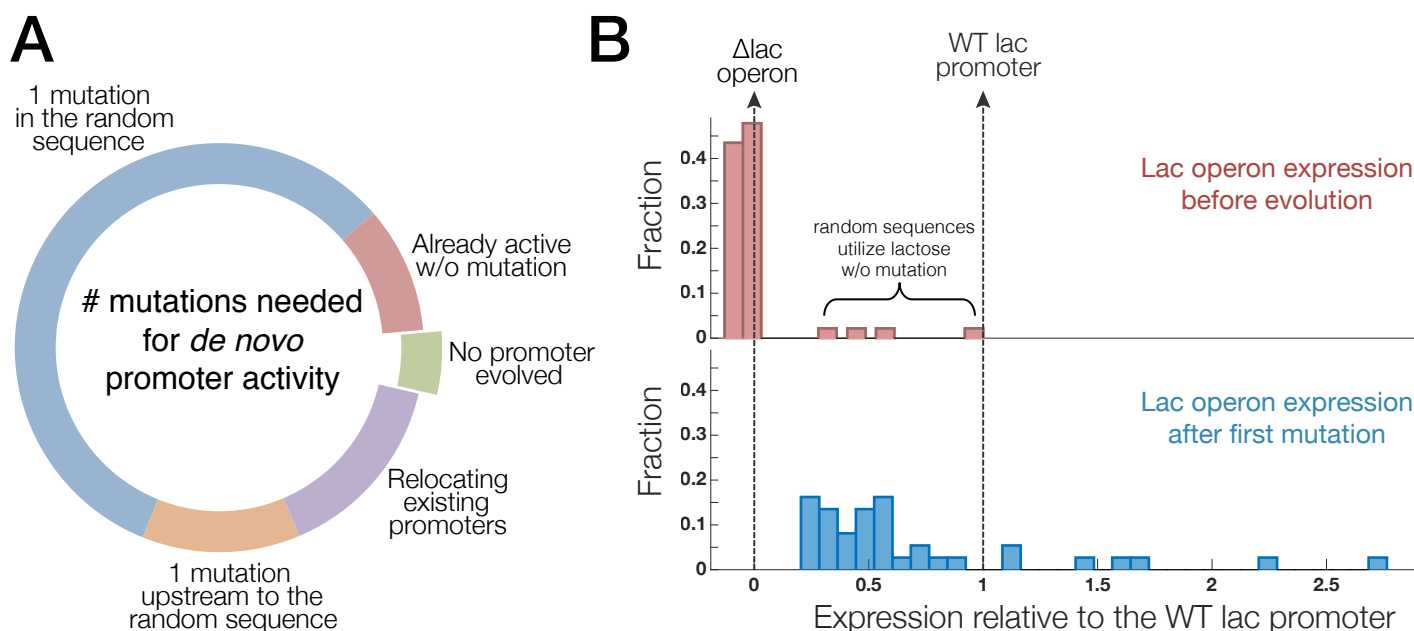 A
1 mutation
in the random
sequence
Already active
w/o mutation
# mutations needed
for de novo
promoter activity
No promoter
evolved
Relocating
existing
promoters
1 mutation
upstream to the
random sequence
B
Δlac
operon
WT lac
promoter
Fraction
0.4
0.3
0.2
0.1
0
random sequences
utilize lactose
w/o mutation
Lac operon expression
before evolution
Fraction
0.4
0.3
0.2
0.1
0
Lac operon expression
after first mutation
0 0.5 1 1.5 2 2.5
Expression relative to the WT lac promoter